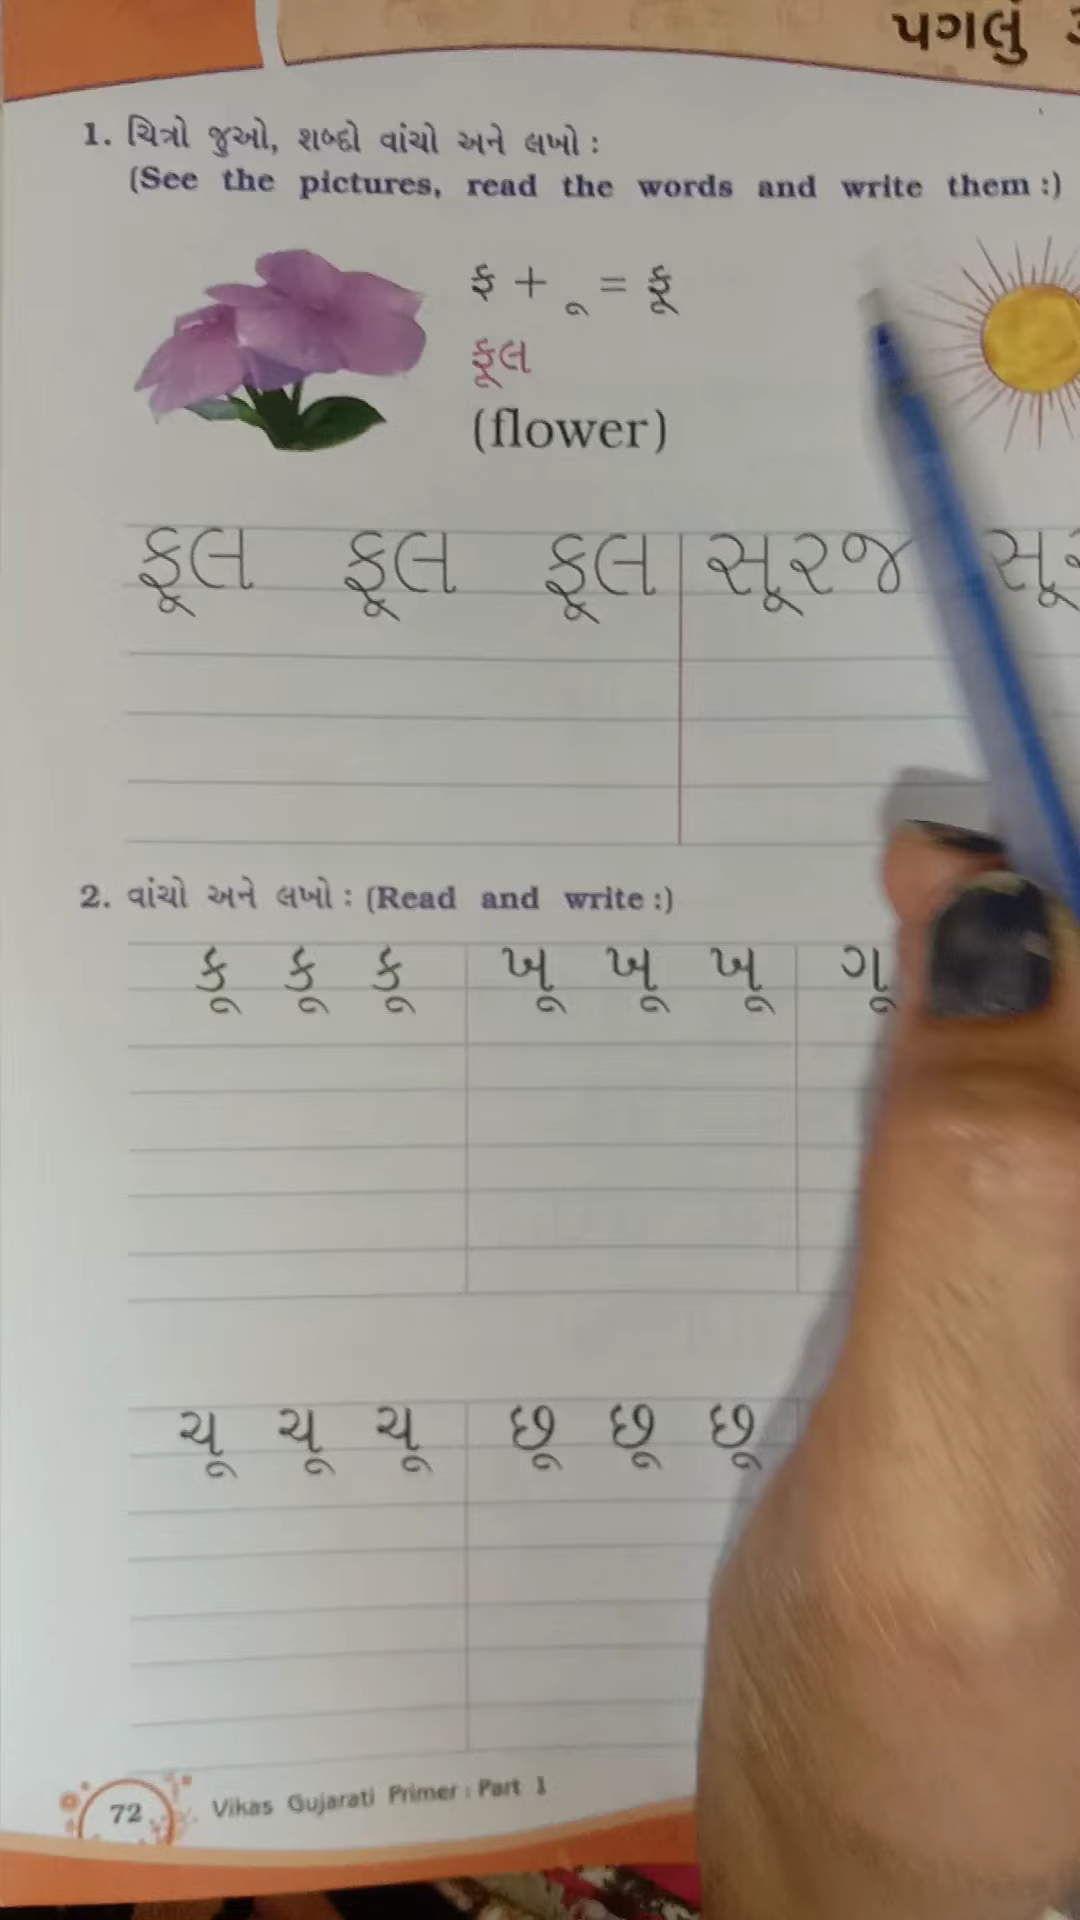 પગલું
1. ચિત્રો જુઓ, શબ્દો વાંચો અને લખો :
(See the pictures, read the words and write them :)
ફ + ૂ = ફૂ
ફૂલ
(flower)
ફૂલ ફૂલ ફૂલ સૂરજ
2. વાંચો અને લખો : (Read and write :)
કૂ કૂ કૂ ખૂ ખૂ ખૂ ગૂ
ચૂ ચૂ ચૂ છૂ છૂ છૂ
72 Vikas Gujarati Primer : Part 1